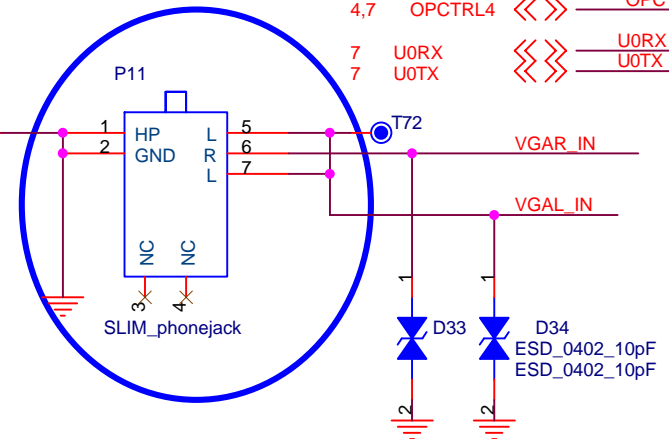 4,7 OPCTRL4 OPC
7 U0RX U0RX
7 U0TX U0TX
P11
T72
1 HP L 5
2 GND R 6
L 7
VGAR_IN
VGAL_IN
NC NC
3 4
SLIM_phonejack
1 1
D33 D34
ESD_0402_10pF
ESD_0402_10pF
2 2